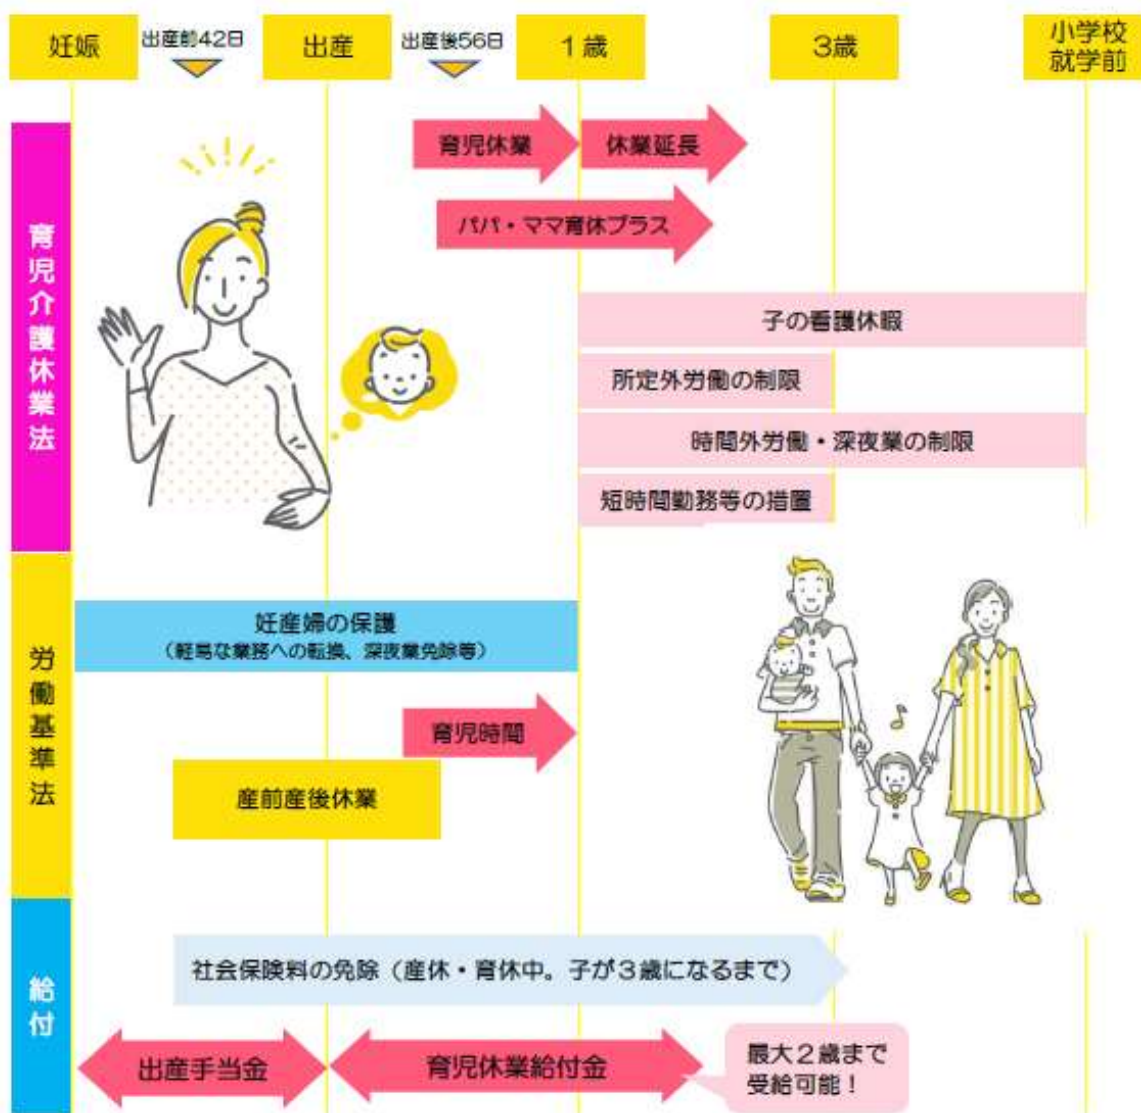 妊娠
出産前42日
出産
出産後56日
1歳
3歳
小学校
就学前
育児介護休業法
育児休業
休業延長
パパ・ママ育休プラス
子の看護休暇
所定外労働の制限
時間外労働・深夜業の制限
短時間勤務等の措置
労働基準法
妊産婦の保護
（軽易な業務への転換、深夜業免除等）
育児時間
産前産後休業
給付
社会保険料の免除（産休・育休中。子が３歳になるまで）
出産手当金
育児休業給付金
最大２歳まで
受給可能！